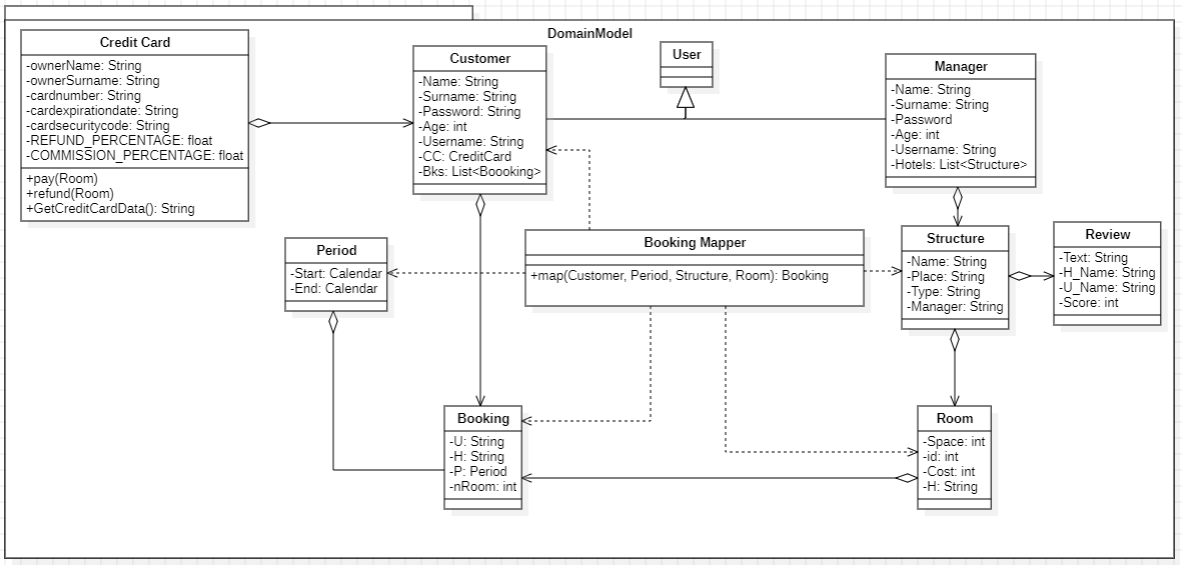 DomainModel
Credit Card
-ownerName: String
-ownerSurname: String
-cardnumber: String
-cardexpirationdate: String
-cardsecuritycode: String
-REFUND_PERCENTAGE: float
-COMMISSION_PERCENTAGE: float
+pay(Room)
+refund(Room)
+GetCreditCardData(): String
Customer
-Name: String
-Surname: String
-Password: String
-Age: int
-Username: String
-CC: CreditCard
-Bks: List<Boooking>
User
Manager
-Name: String
-Surname: String
-Password
-Age: int
-Username: String
-Hotels: List<Structure>
Period
-Start: Calendar
-End: Calendar
Booking Mapper
+map(Customer, Period, Structure, Room): Booking
Structure
-Name: String
-Place: String
-Type: String
-Manager: String
Review
-Text: String
-H_Name: String
-U_Name: String
-Score: int
Booking
-U: String
-H: String
-P: Period
-nRoom: int
Room
-Space: int
-id: int
-Cost: int
-H: String